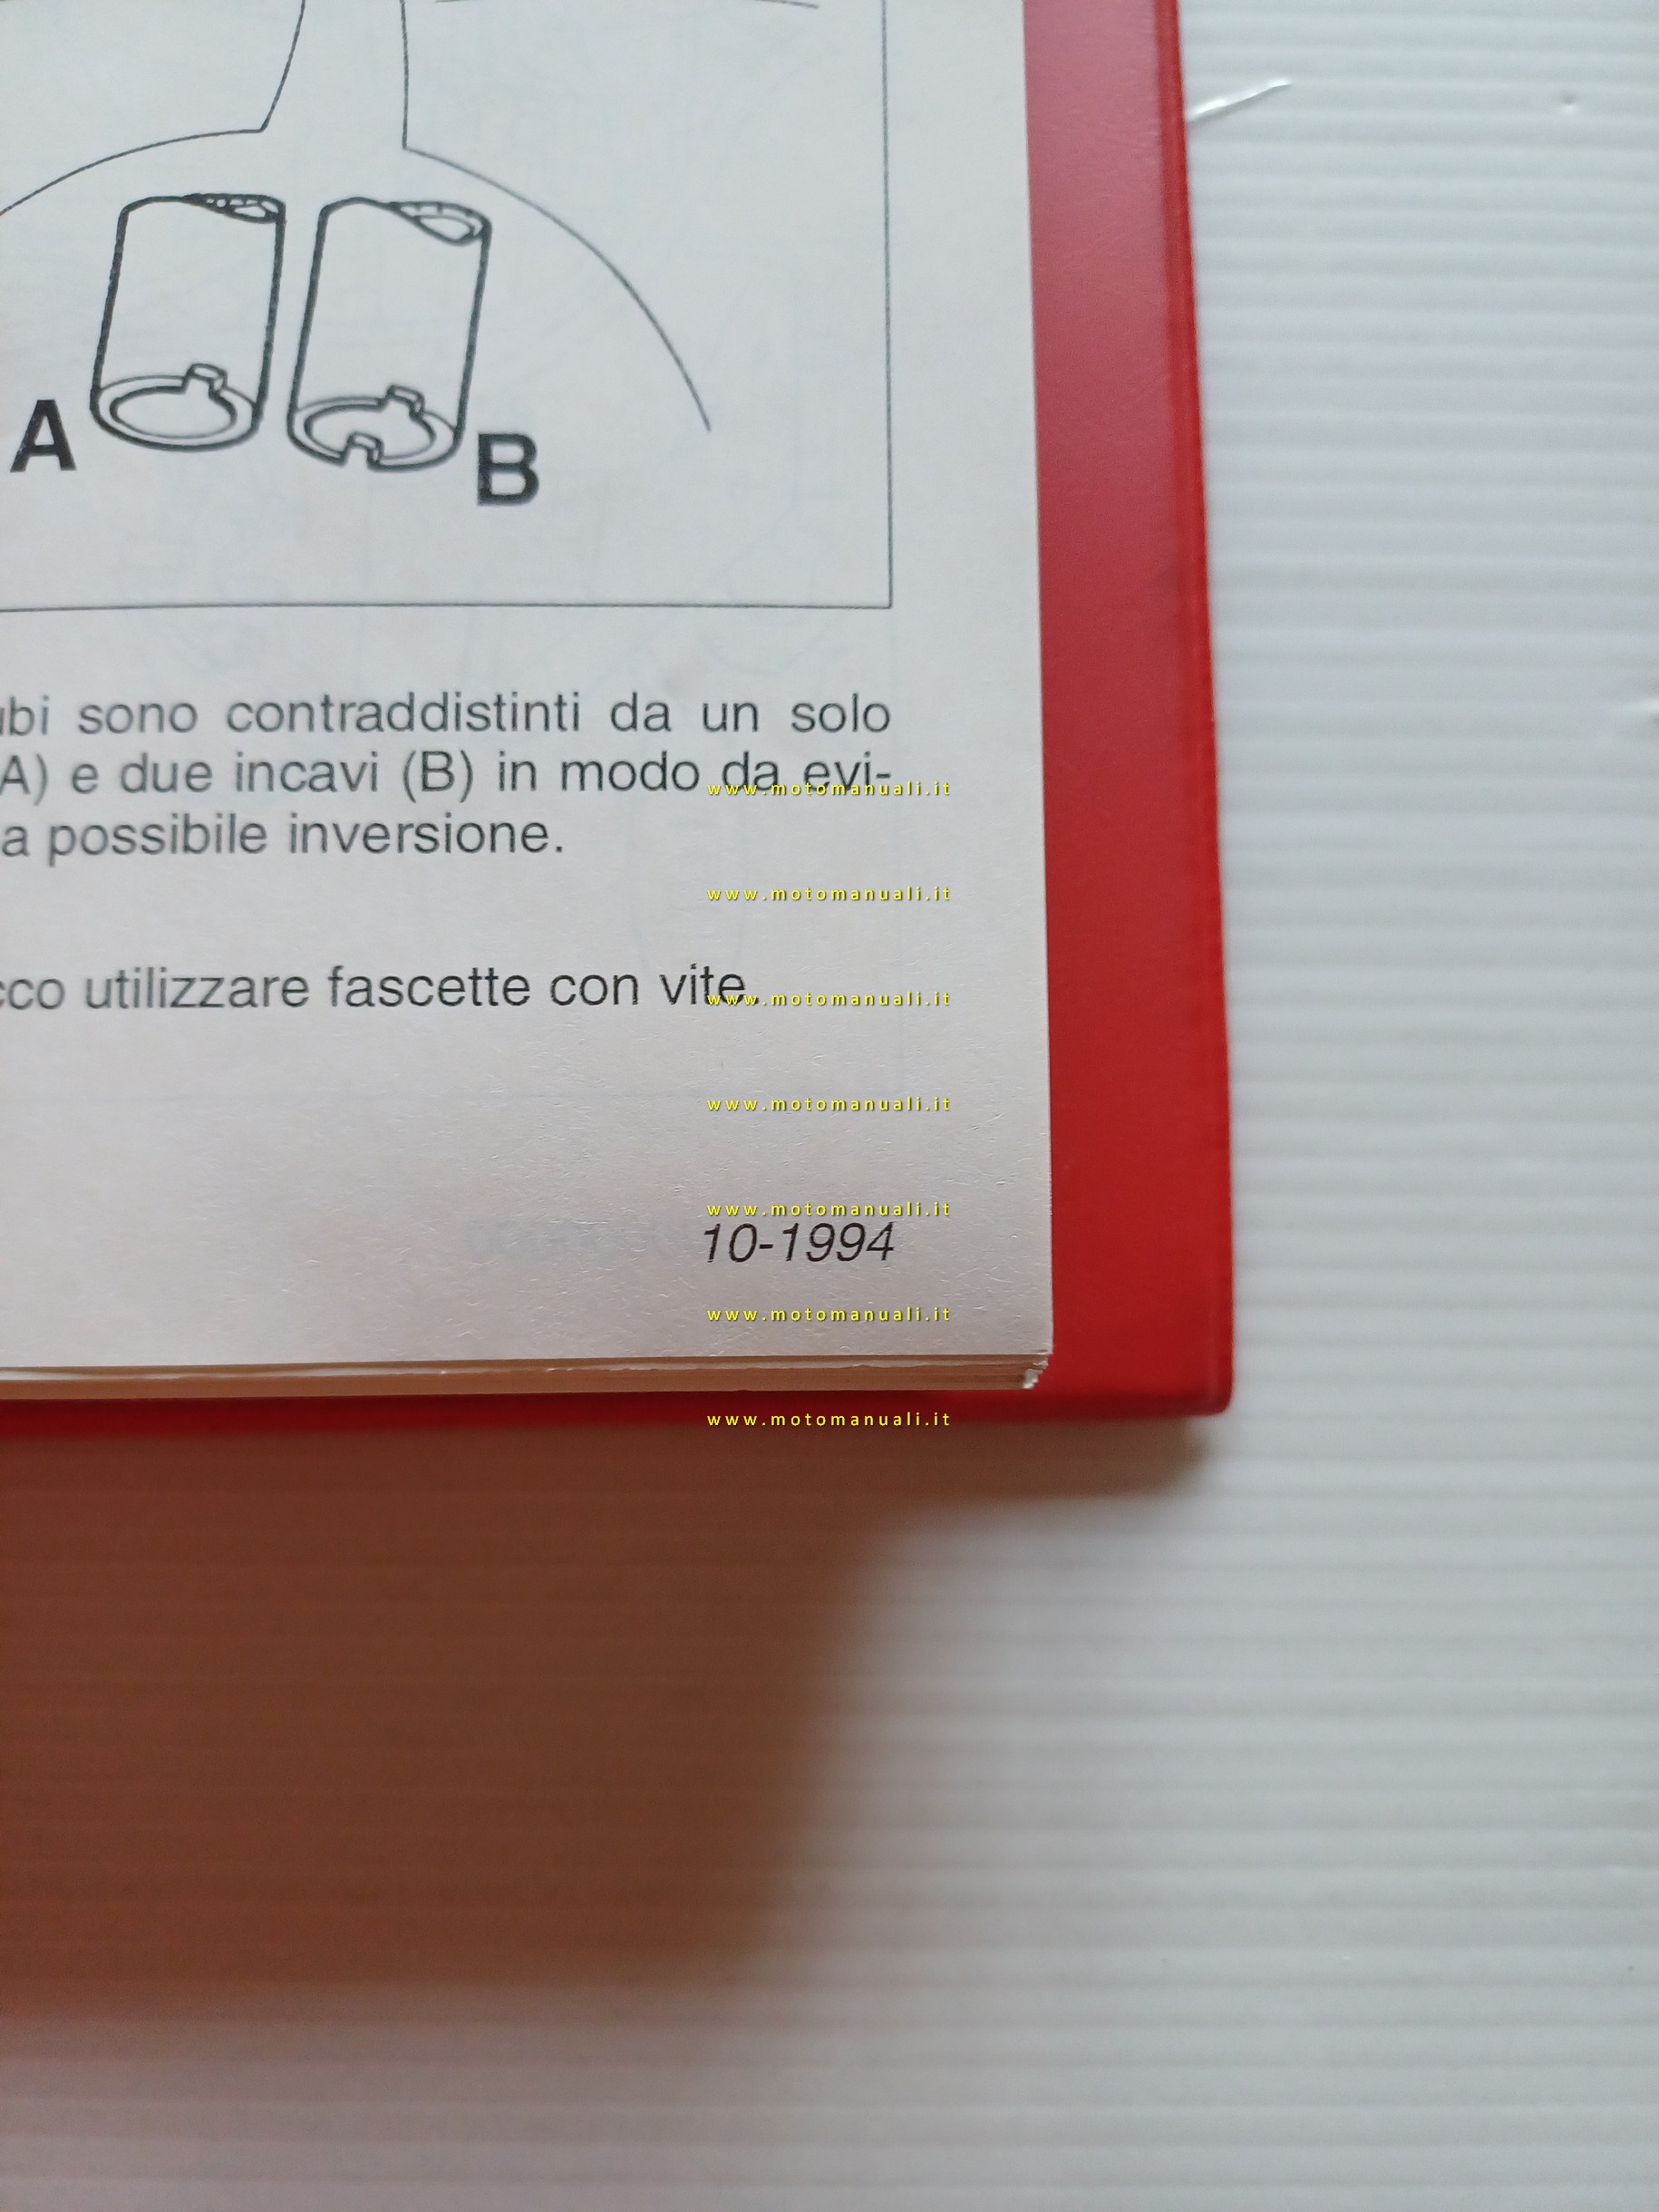 A
B
ubi sono contraddistinti da un solo
A) e due incavi (B) in modo da evi-
a possibile inversione.
cco utilizzare fascette con vite.
10-1994
www.motomanuali.it
www.motomanuali.it
www.motomanuali.it
www.motomanuali.it
www.motomanuali.it
www.motomanuali.it
www.motomanuali.it